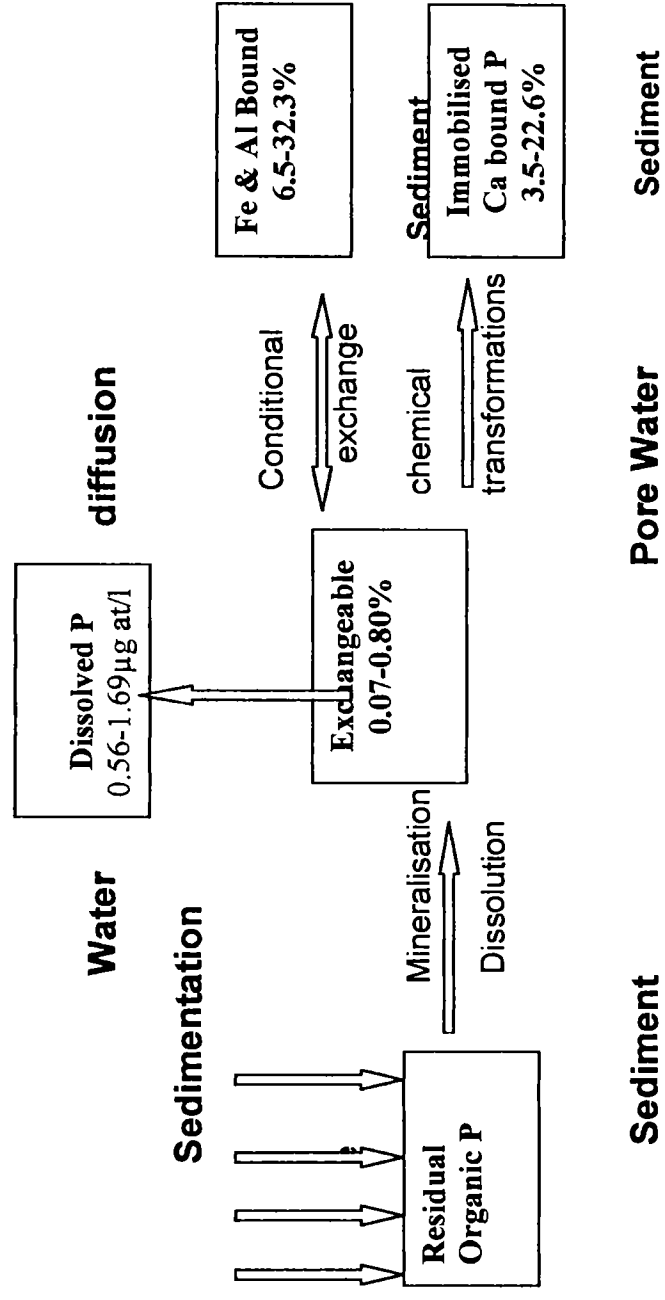 Water
Dissolved P
0.56-1.69µg at/l
diffusion
Sedimentation
Residual
Organic P
Mineralisation
Dissolution
Exchangeable
0.07-0.80%
Conditional
exchange
chemical
transformations
Fe & Al Bound
6.5-32.3%
Sediment
Immobilised
Ca bound P
3.5-22.6%
Sediment
Pore Water
Sediment